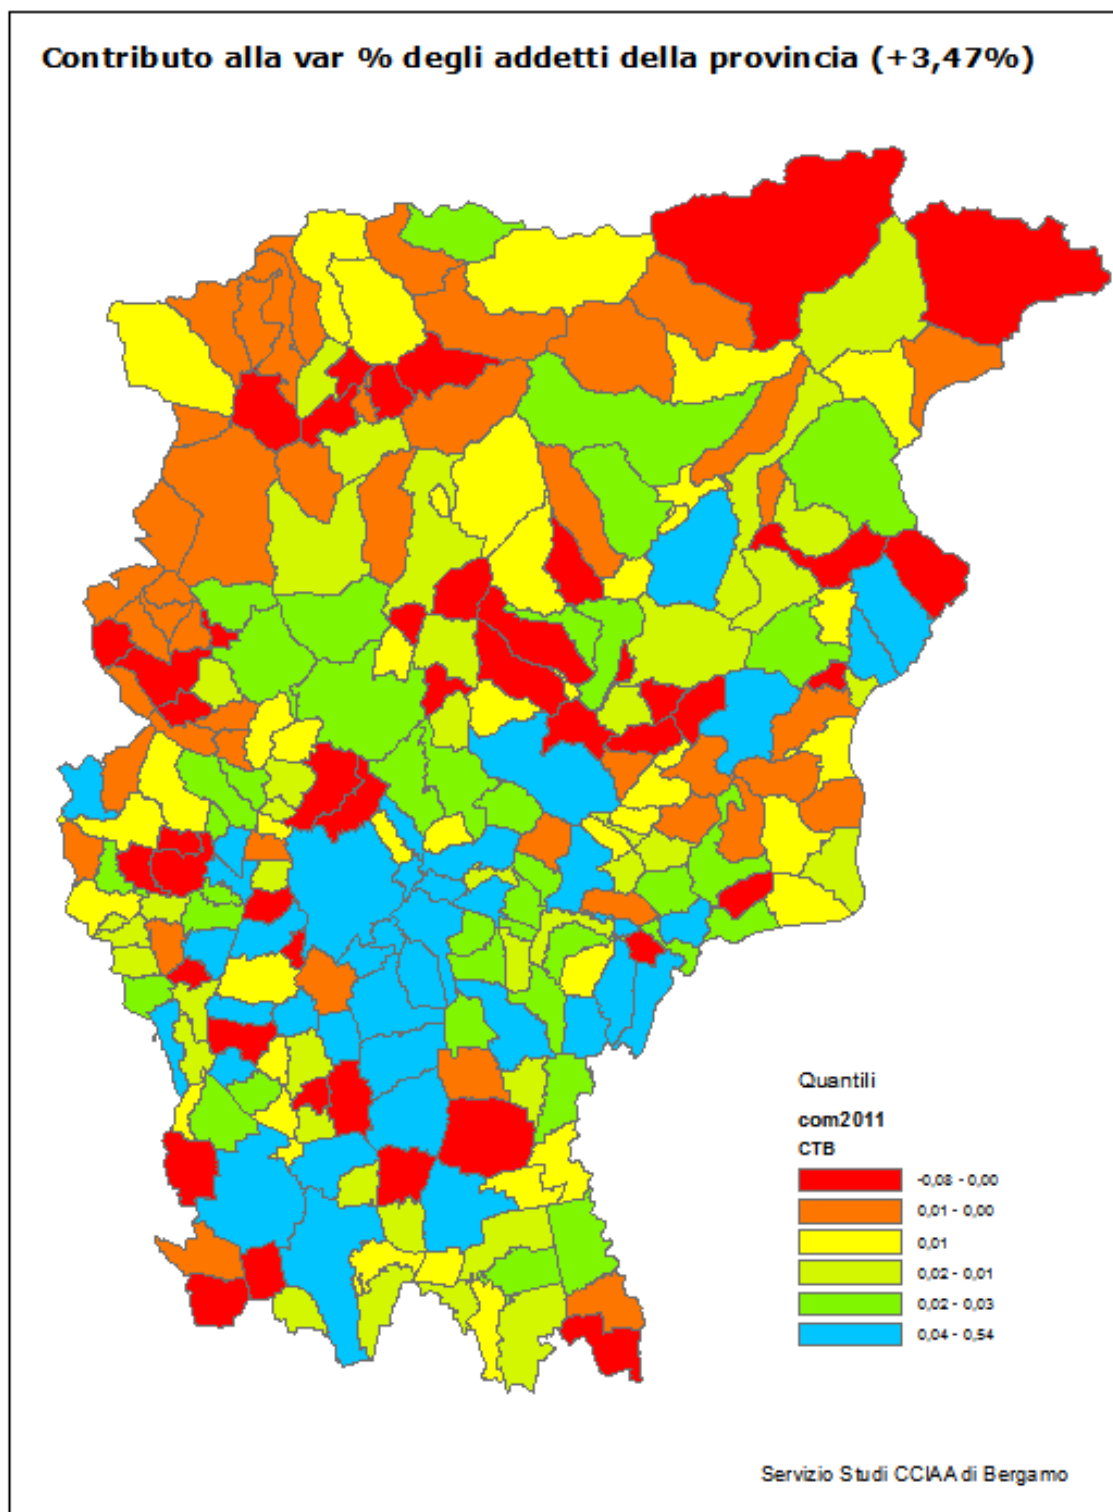 Contributo alla var % degli addetti della provincia (+3,47%)
Quantili
com2011
CTB
-0,08 - 0,00
0,01 - 0,00
0,01
0,02 - 0,01
0,02 - 0,03
0,04 - 0,54
Servizio Studi CCIAA di Bergamo